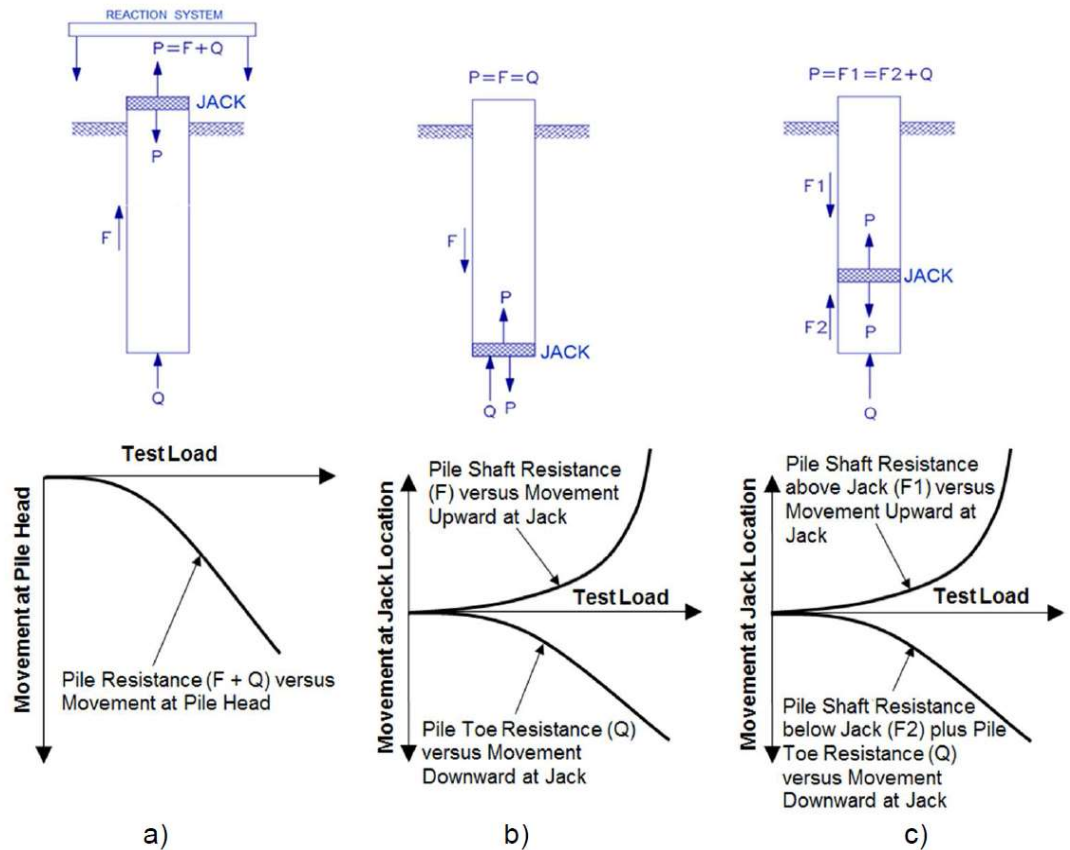 REACTION SYSTEM
P=F+Q
JACK
P
F
Q
P=F=Q
F
P
JACK
Q
P
P=F1=F2+Q
F1
P
JACK
F2
P
Q
Test Load
Movement at Pile Head
Pile Resistance (F + Q) versus
Movement at Pile Head
a)
Movement at Jack Location
Pile Shaft Resistance
(F) versus Movement
Upward at Jack
Test Load
Pile Toe Resistance (Q)
versus Movement
Downward at Jack
b)
Movement at Jack Location
Pile Shaft Resistance
above Jack (F1) versus
Movement Upward at
Jack
Test Load
Pile Shaft Resistance
below Jack (F2) plus Pile
Toe Resistance (Q)
versus Movement
Downward at Jack
c)